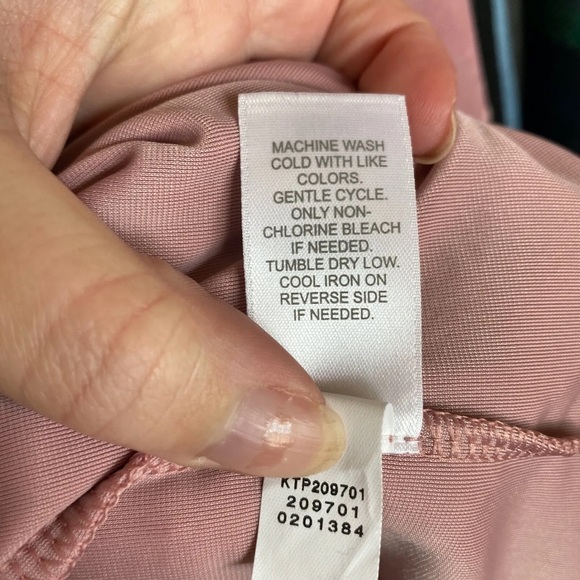 MACHINE WASH
COLD WITH LIKE
COLORS.
GENTLE CYCLE.
ONLY NON-
CHLORINE BLEACH
IF NEEDED.
TUMBLE DRY LOW.
COOL IRON ON
REVERSE SIDE
IF NEEDED.
KTP209701
209701
0201384